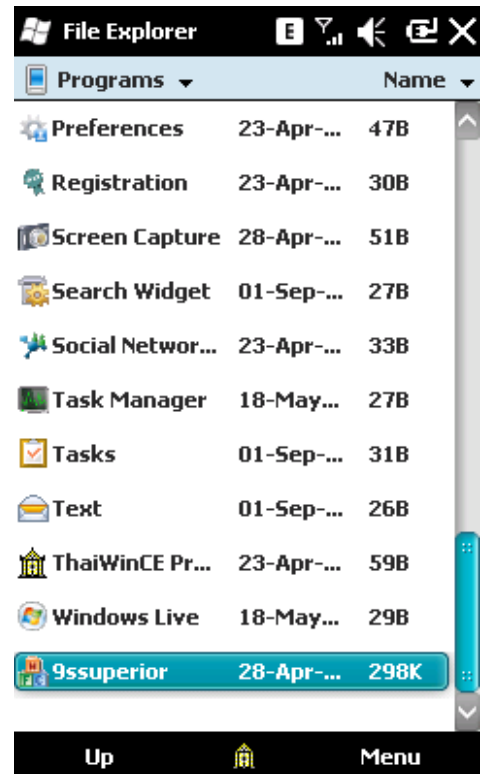 File Explorer E
Programs Name
Preferences 23-Apr-... 47B
Registration 23-Apr-... 30B
Screen Capture 28-Apr-... 51B
Search Widget 01-Sep-... 27B
Social Networ... 23-Apr-... 33B
Task Manager 18-May... 27B
Tasks 01-Sep-... 31B
Text 01-Sep-... 26B
ThaiWinCE Pr... 23-Apr-... 59B
Windows Live 18-May... 29B
9ssuperior 28-Apr-... 298K
Up Menu